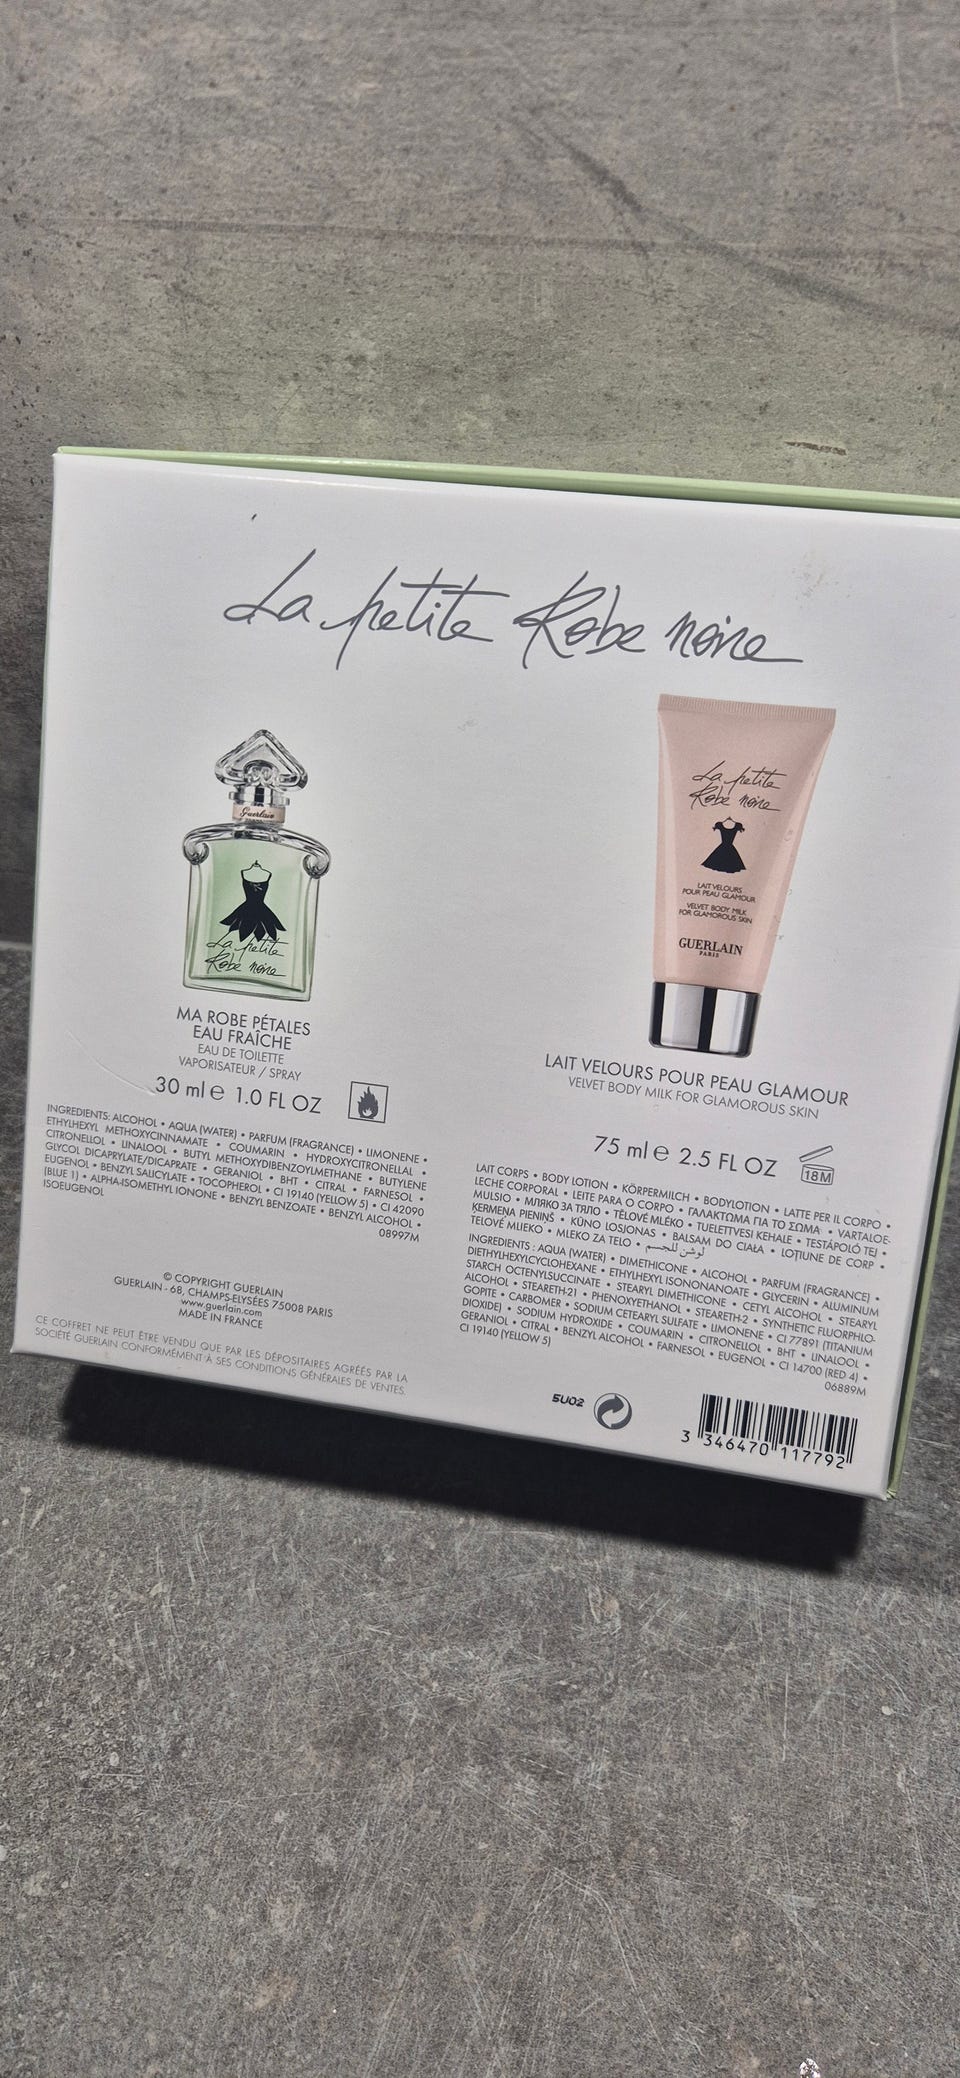 La petite Robe noire
Guerlain
La petite
Robe noire
MA ROBE PÉTALES
EAU FRAÎCHE
EAU DE TOILETTE
VAPORISATEUR / SPRAY
30 ml e 1.0 FL OZ
INGREDIENTS: ALCOHOL • AQUA (WATER) • PARFUM (FRAGRANCE) • LIMONENE •
ETHYLHEXYL METHOXYCINNAMATE • COUMARIN • HYDROXYCITRONELLAL •
CITRONELLOL • LINALOOL • BUTYL METHOXYDIBENZOYLMETHANE • BUTYLENE
GLYCOL DICAPRYLATE/DICAPRATE • GERANIOL • BHT • CITRAL • FARNESOL •
EUGENOL • BENZYL SALICYLATE • TOCOPHEROL • CI 19140 (YELLOW 5) • CI 42090
(BLUE 1) • ALPHA-ISOMETHYL IONONE • BENZYL BENZOATE • BENZYL ALCOHOL •
ISOEUGENOL
08997M
© COPYRIGHT GUERLAIN
GUERLAIN - 68, CHAMPS-ELYSÉES 75008 PARIS
www.guerlain.com
MADE IN FRANCE
CE COFFRET NE PEUT ÊTRE VENDU QUE PAR LES DÉPOSITAIRES AGRÉÉS PAR LA
SOCIÉTÉ GUERLAIN CONFORMÉMENT À SES CONDITIONS GÉNÉRALES DE VENTES.
La petite
Robe noire
LAIT VELOURS
POUR PEAU GLAMOUR
VELVET BODY MILK
FOR GLAMOROUS SKIN
GUERLAIN
PARIS
LAIT VELOURS POUR PEAU GLAMOUR
VELVET BODY MILK FOR GLAMOROUS SKIN
75 ml e 2.5 FL OZ
18M
LAIT CORPS • BODY LOTION • KÖRPERMILCH • BODYLOTION • LATTE PER IL CORPO •
LECHE CORPORAL • LEITE PARA O CORPO • ΓΑΛΑΚΤΩΜΑ ΓΙΑ ΤΟ ΣΩΜΑ • VARTALOE-
MULSIO • МЛЯКО ЗА ТЯЛО • TĚLOVÉ MLÉKO • TUELETTVESI KEHALE • TESTÁPOLÓ TEJ •
ĶERMEŅA PIENIŅŠ • KŪNO LOSJONAS • BALSAM DO CIAŁA • LOȚIUNE DE CORP •
TELOVÉ MLIEKO • MLEKO ZA TELO • لوشن للجسم
INGREDIENTS : AQUA (WATER) • DIMETHICONE • ALCOHOL • PARFUM (FRAGRANCE) •
DIETHYLHEXYLCYCLOHEXANE • ETHYLHEXYL ISONONANOATE • GLYCERIN • ALUMINUM
STARCH OCTENYLSUCCINATE • STEARYL DIMETHICONE • CETYL ALCOHOL • STEARYL
ALCOHOL • STEARETH-21 • PHENOXYETHANOL • STEARETH-2 • SYNTHETIC FLUORPHLO-
GOPITE • CARBOMER • SODIUM CETEARYL SULFATE • LIMONENE • CI 77891 (TITANIUM
DIOXIDE) • SODIUM HYDROXIDE • COUMARIN • CITRONELLOL • BHT • LINALOOL •
GERANIOL • CITRAL • BENZYL ALCOHOL • FARNESOL • EUGENOL • CI 14700 (RED 4) •
CI 19140 (YELLOW 5)
06889M
5U02
3 346470 117792